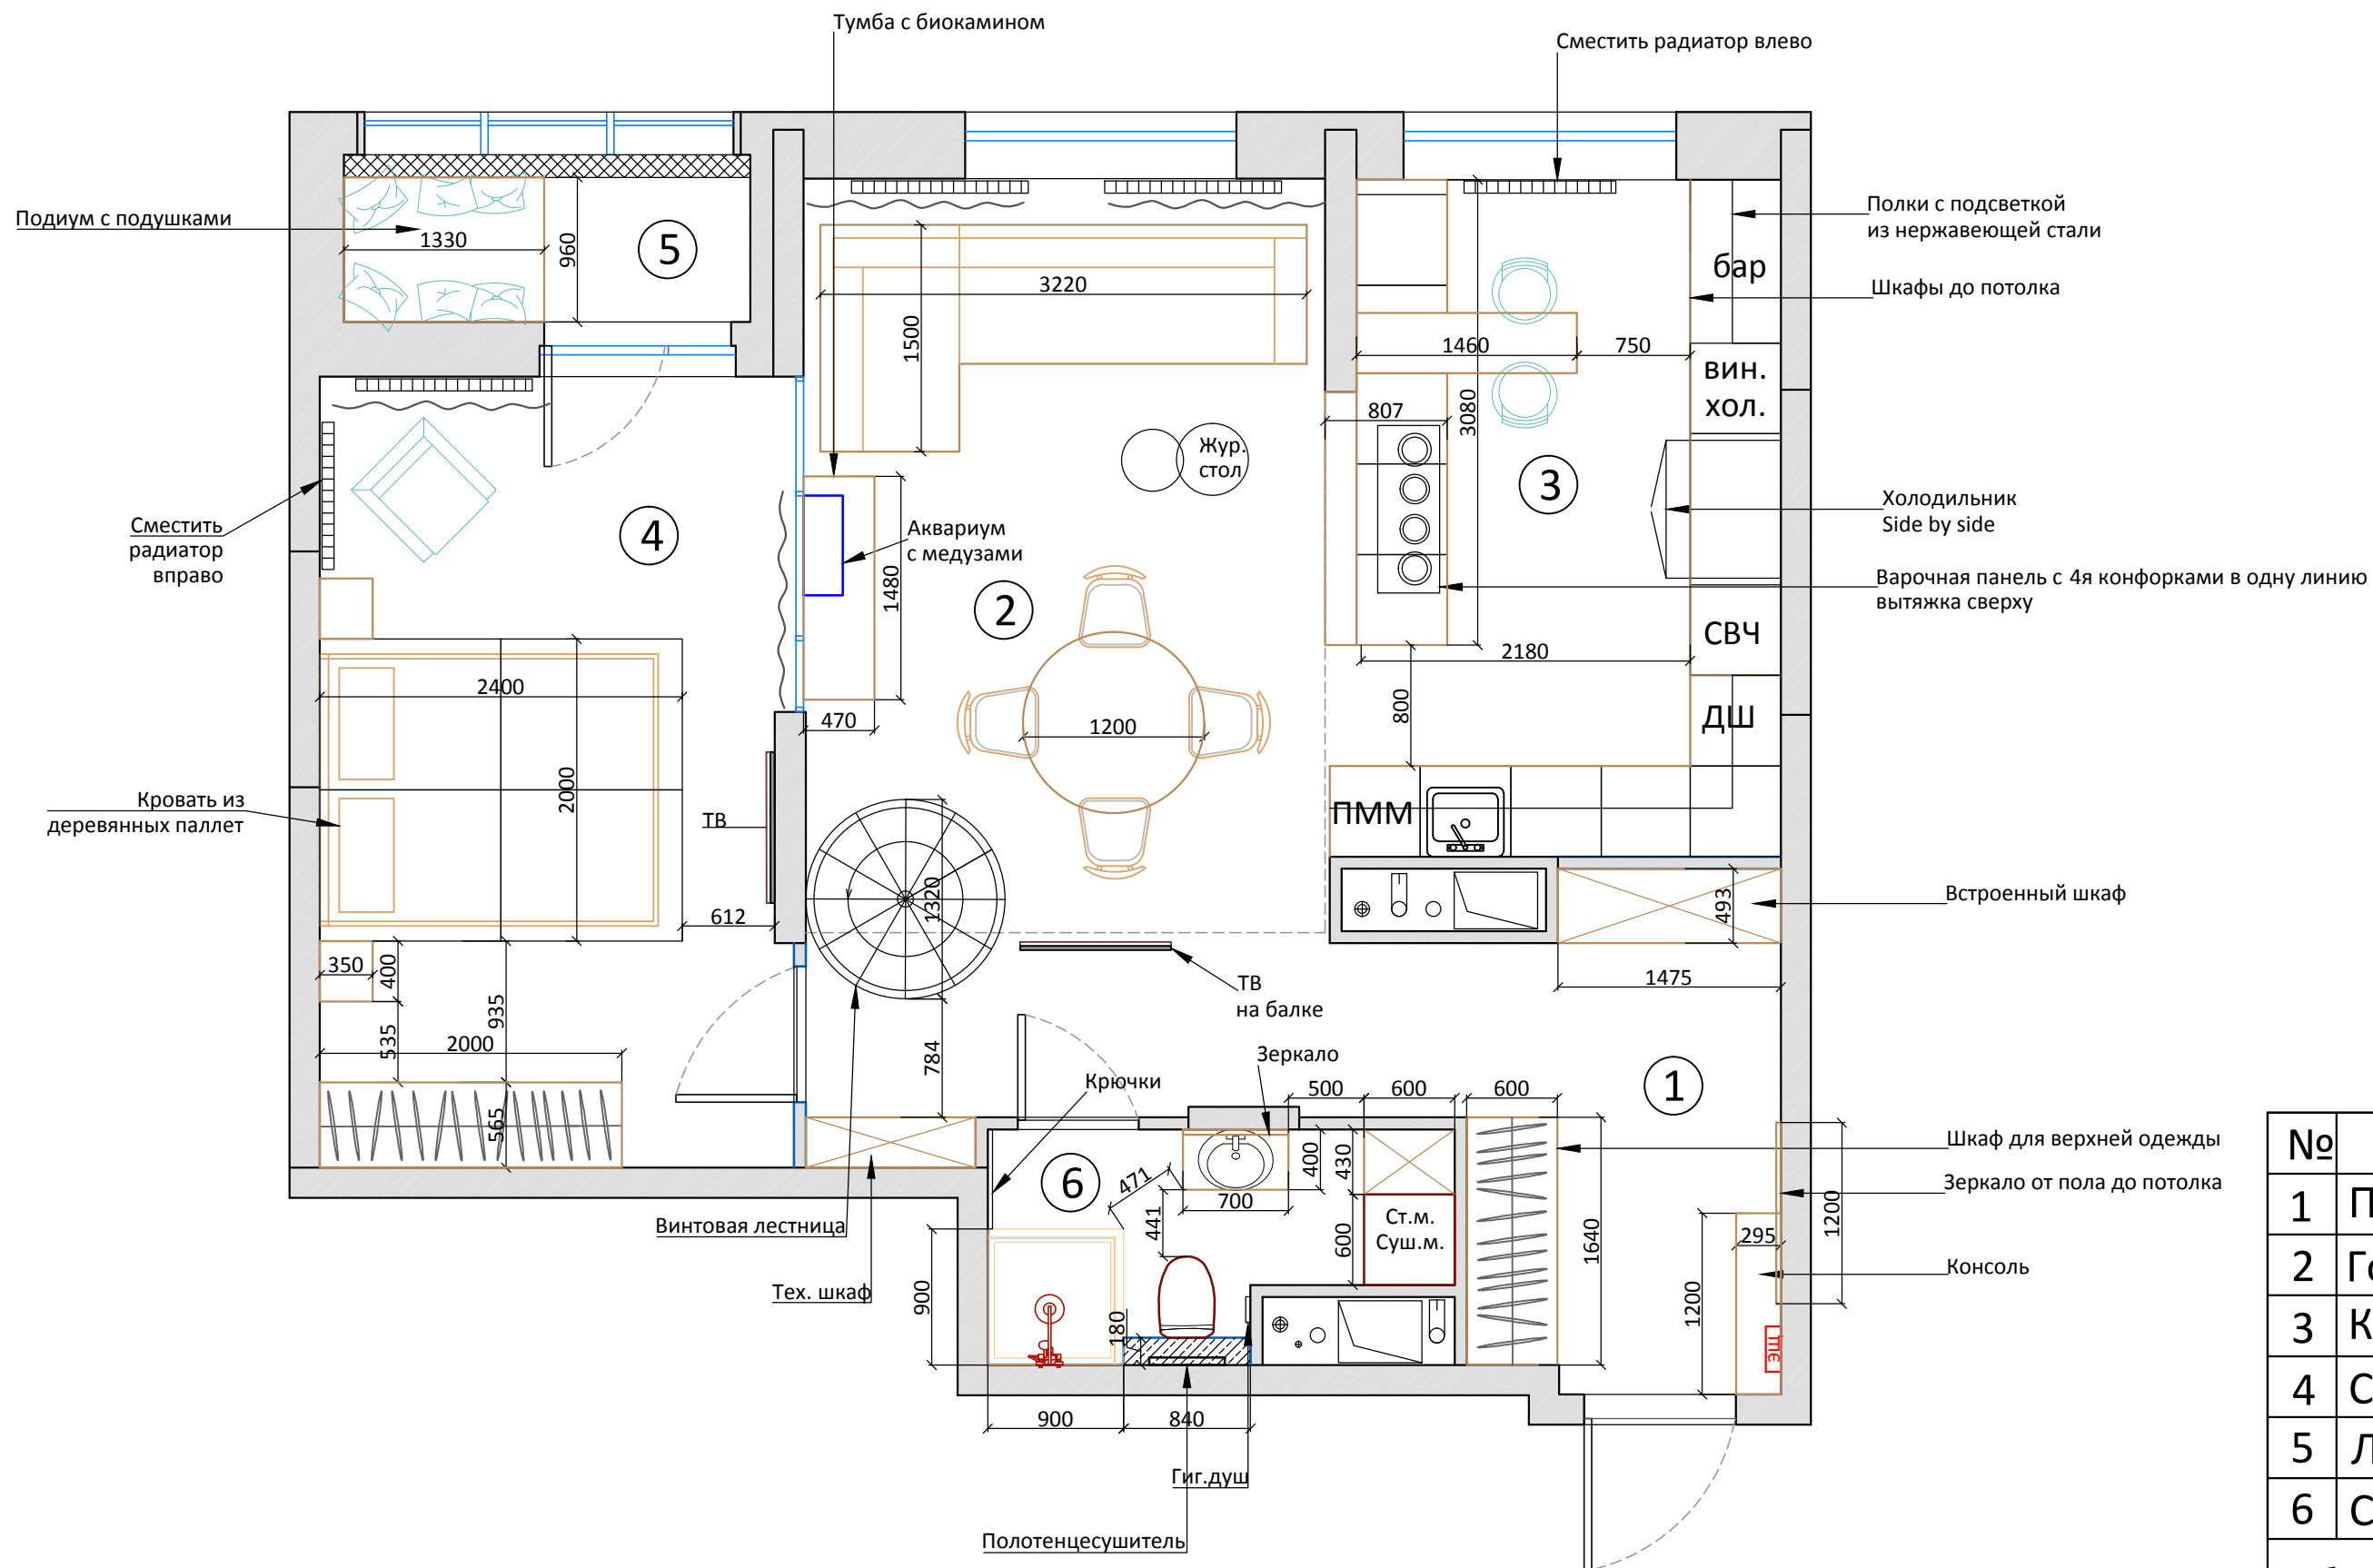 Тумба с биокамином
Сместить радиатор влево
Подиум с подушками
1330
960
5
3220
1500
бар
Полки с подсветкой
из нержавеющей стали
Шкафы до потолка
1460
750
вин.
хол.
807
3080
Жур.
стол
3
4
Сместить
радиатор
вправо
Аквариум
с медузами
1480
2
Холодильник
Side by side
Варочная панель с 4я конфорками в одну линию
вытяжка сверху
СВЧ
2180
800
ДШ
2400
2000
470
1200
Кровать из
деревянных паллет
ТВ
ПММ
1320
612
493
Встроенный шкаф
350
400
935
535
2000
565
784
ТВ
на балке
1475
Зеркало
Крючки
500
600
600
1
6
471
441
700
400
430
600
Ст.м.
Суш.м.
1640
Шкаф для верхней одежды
Зеркало от пола до потолка
1200
295
Консоль
1200
ЭЩ
Винтовая лестница
Тех. шкаф
900
180
900
840
Гиг.душ
Полотенцесушитель
№
1 П
2 Го
3 К
4 С
5 Л
6 С